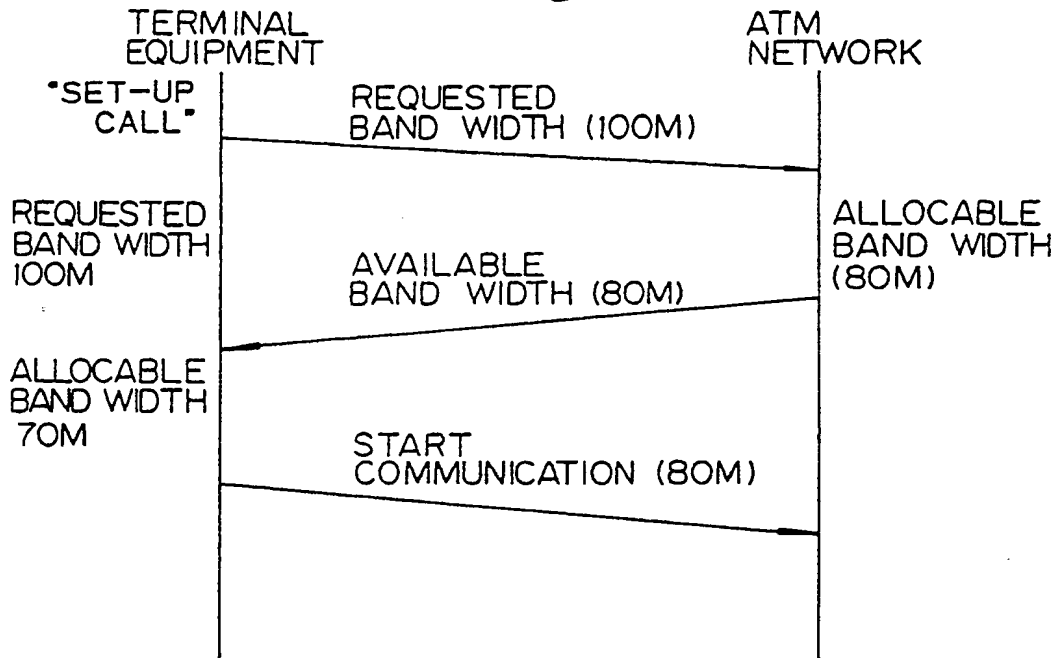 TERMINAL
EQUIPMENT
ATM
NETWORK
"SET-UP
CALL"
REQUESTED
BAND WIDTH (100M)
REQUESTED
BAND WIDTH
100M
ALLOCABLE
BAND WIDTH
(80M)
AVAILABLE
BAND WIDTH (80M)
ALLOCABLE
BAND WIDTH
70M
START
COMMUNICATION (80M)